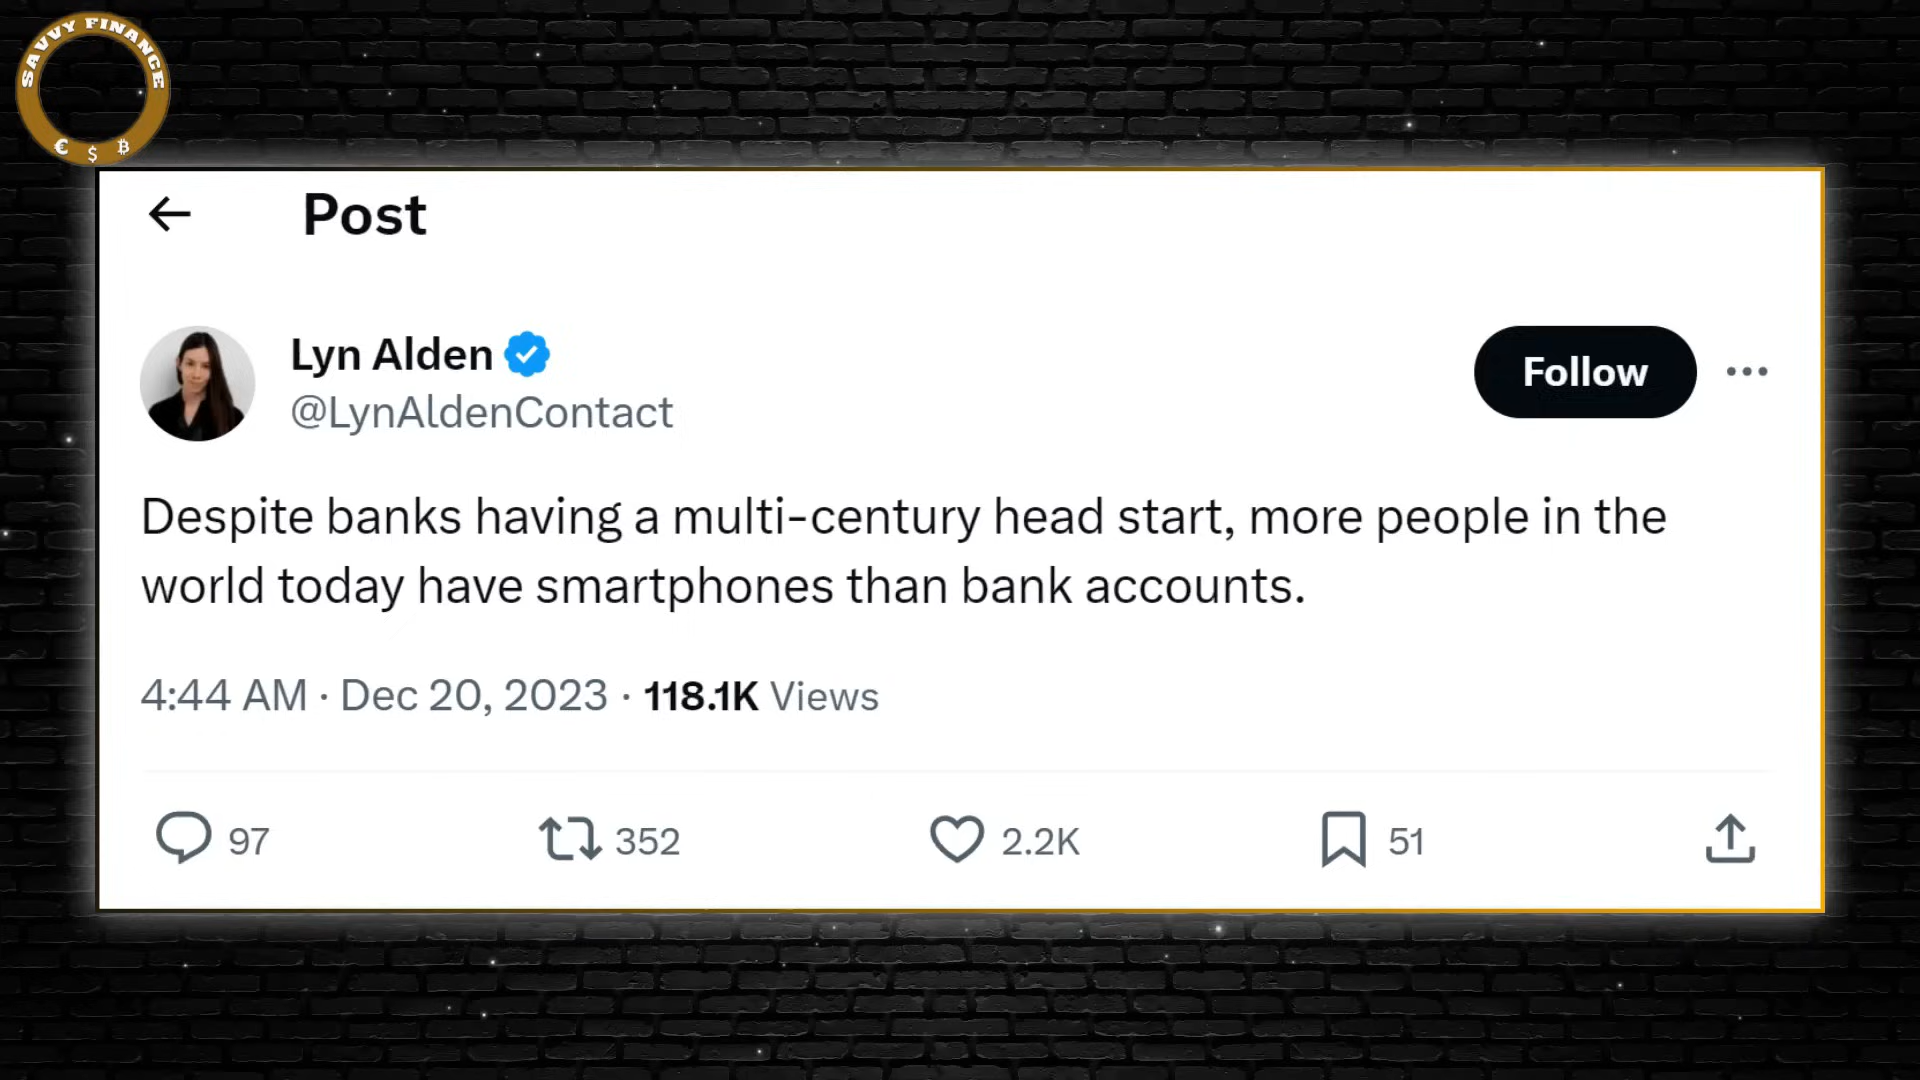 SAVVY FINANCE
€ $ ₿
Post
Lyn Alden
@LynAldenContact
Follow
Despite banks having a multi-century head start, more people in the
world today have smartphones than bank accounts.
4:44 AM · Dec 20, 2023 · 118.1K Views
97 352 2.2K 51